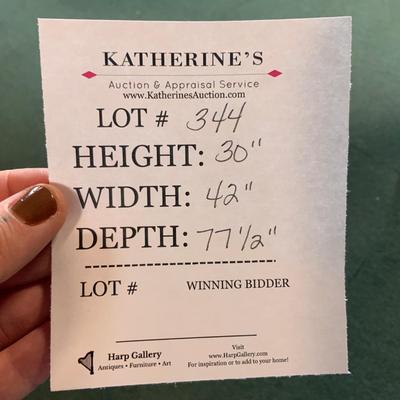 KATHERINE'S
Auction & Appraisal Service
www.KatherinesAuction.com
LOT # 344
HEIGHT: 30"
WIDTH: 42"
DEPTH: 77 1/2"
LOT # WINNING BIDDER
Harp Gallery
Antiques • Furniture • Art
Visit
www.HarpGallery.com
For inspiration or to add to your home!